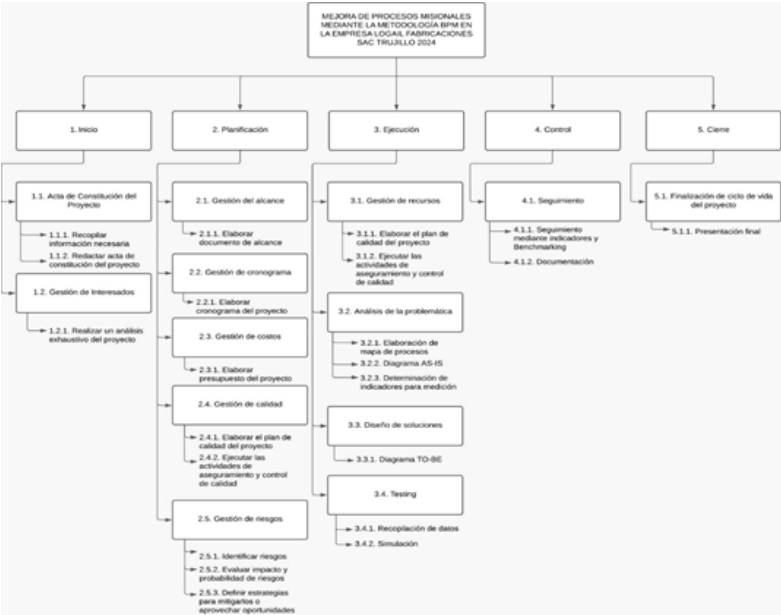 MEJORA DE PROCESOS MISIONALES
MEDIANTE LA METODOLOGÍA BPM EN
LA EMPRESA LOGAIL FABRICACIONES
SAC TRUJILLO 2024
1. Inicio
2. Planificación
3. Ejecución
4. Control
5. Cierre
1.1. Acta de Constitución del
Proyecto
1.1.1. Recopilar
información necesaria
1.1.2. Redactar acta de
constitución del proyecto
1.2. Gestión de Interesados
1.2.1. Realizar un análisis
exhaustivo del proyecto
2.1. Gestión del alcance
2.1.1. Elaborar
documento de alcance
2.2. Gestión de cronograma
2.2.1. Elaborar
cronograma del proyecto
2.3. Gestión de costos
2.3.1. Elaborar
presupuesto del proyecto
2.4. Gestión de calidad
2.4.1. Elaborar el plan de
calidad del proyecto
2.4.2. Ejecutar las
actividades de
aseguramiento y control
de calidad
2.5. Gestión de riesgos
2.5.1. Identificar riesgos
2.5.2. Evaluar impacto y
probabilidad de riesgos
2.5.3. Definir estrategias
para mitigarlos o
aprovechar oportunidades
3.1. Gestión de recursos
3.1.1. Elaborar el plan de
calidad del proyecto
3.1.2. Ejecutar las
actividades de
aseguramiento y control
de calidad
3.2. Análisis de la problemática
3.2.1. Elaboración de
mapa de procesos
3.2.2. Diagrama AS-IS
3.2.3. Determinación de
indicadores para medición
3.3. Diseño de soluciones
3.3.1. Diagrama TO-BE
3.4. Testing
3.4.1. Recopilación de datos
3.4.2. Simulación
4.1. Seguimiento
4.1.1. Seguimiento
mediante indicadores y
Benchmarking
4.1.2. Documentación
5.1. Finalización de ciclo de vida
del proyecto
5.1.1. Presentación final